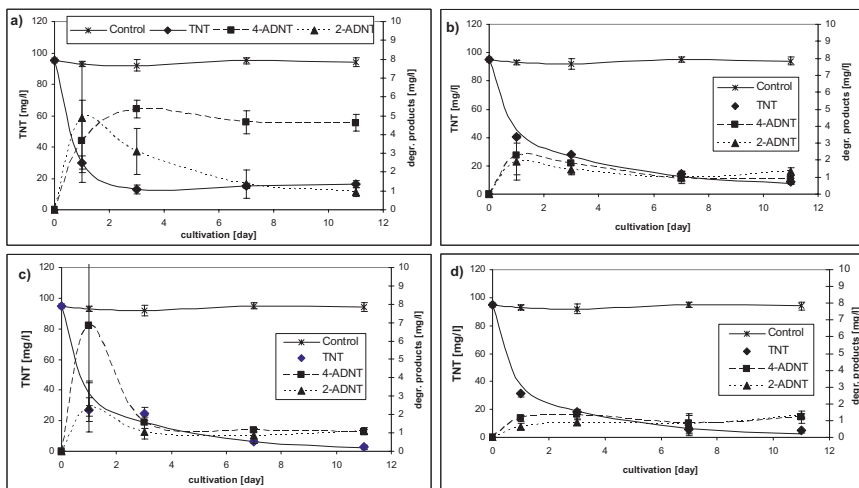 a)
Control TNT 4-ADNT 2-ADNT
120
100
80
60
40
20
0
TNT [mg/l]
10
9
8
7
6
5
4
3
2
1
0
degr. products [mg/l]
0 2 4 6 8 10 12
cultivation [day]
b)
120
100
80
60
40
20
0
TNT [mg/l]
Control
TNT
4-ADNT
2-ADNT
10
9
8
7
6
5
4
3
2
1
0
degr. products [mg/l]
0 2 4 6 8 10 12
cultivation [day]
c)
120
100
80
60
40
20
0
TNT [mg/l]
Control
TNT
4-ADNT
2-ADNT
10
9
8
7
6
5
4
3
2
1
0
degr. products [mg/l]
0 2 4 6 8 10 12
cultivation [day]
d)
120
100
80
60
40
20
0
TNT [mg/l]
Control
TNT
4-ADNT
2-ADNT
10
9
8
7
6
5
4
3
2
1
0
degr. products [mg/l]
0 2 4 6 8 10 12
cultivation [day]